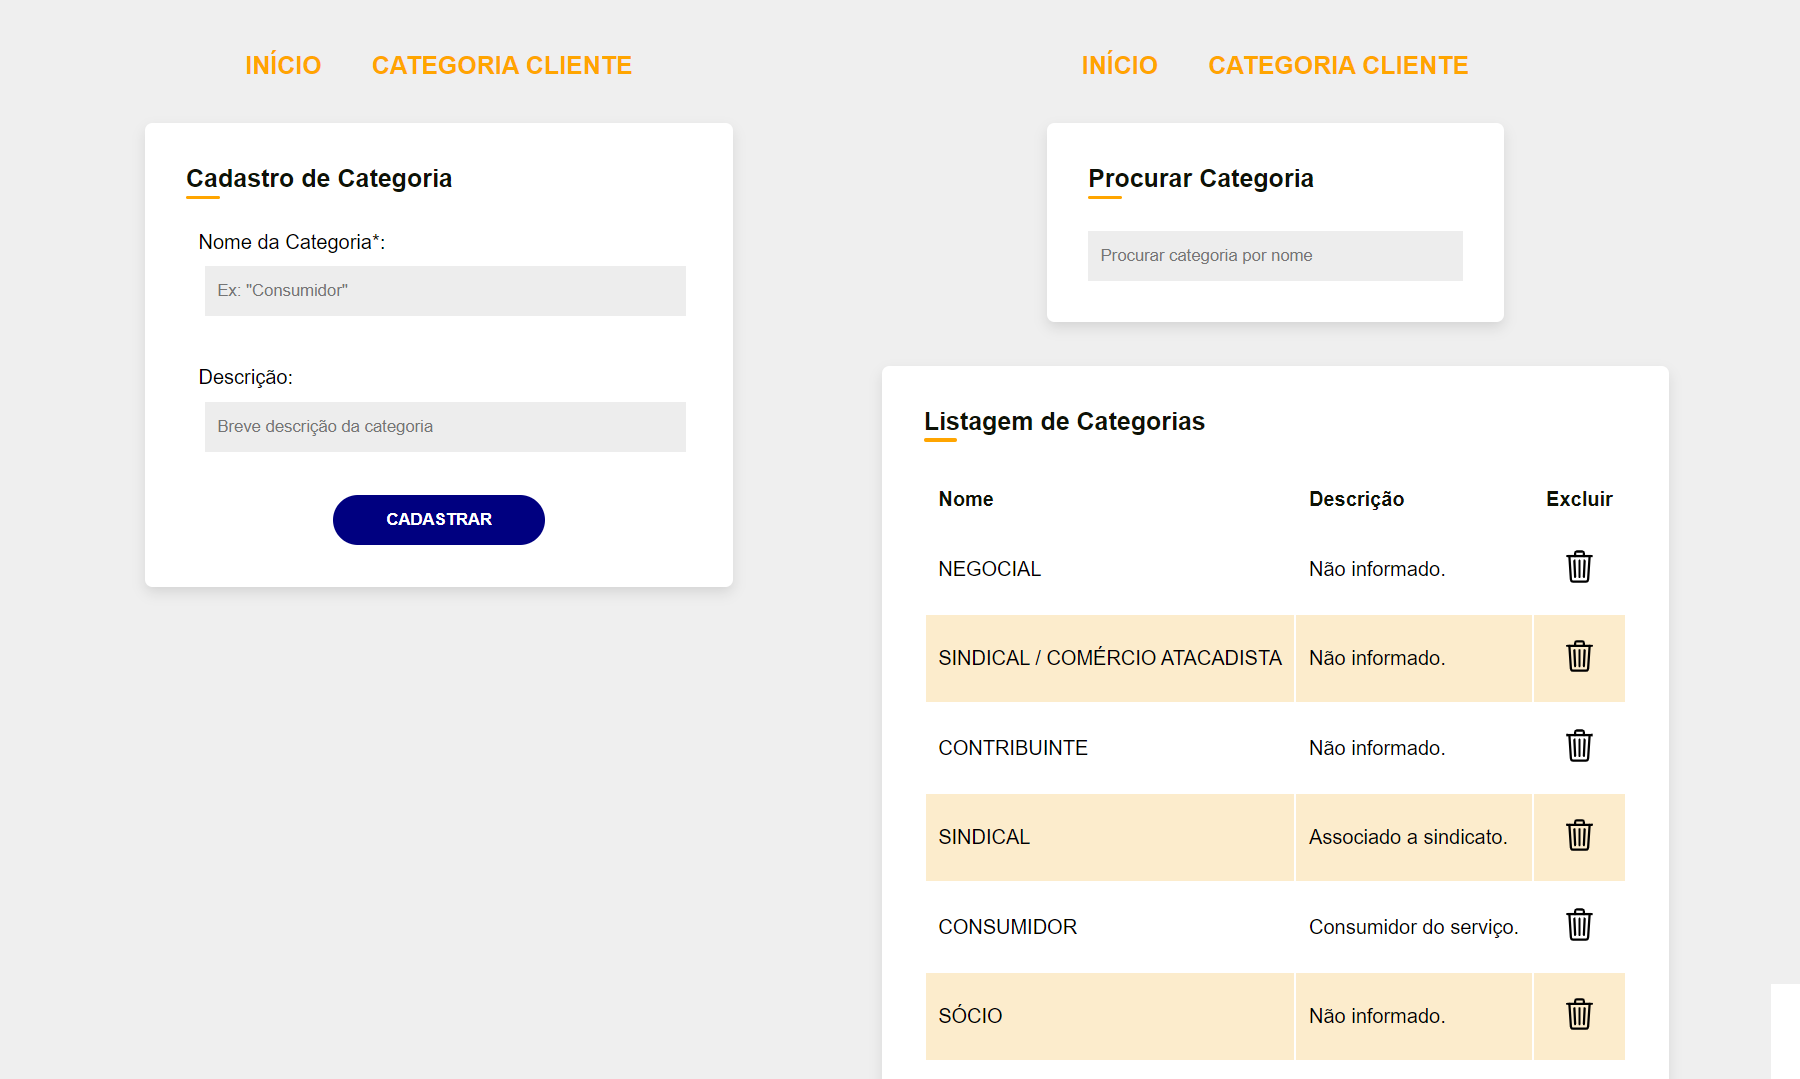 INÍCIO CATEGORIA CLIENTE
Cadastro de Categoria
Nome da Categoria*:
Ex: "Consumidor"
Descrição:
Breve descrição da categoria
CADASTRAR
INÍCIO CATEGORIA CLIENTE
Procurar Categoria
Procurar categoria por nome
Listagem de Categorias
Nome Descrição Excluir
NEGOCIAL Não informado.
SINDICAL / COMÉRCIO ATACADISTA Não informado.
CONTRIBUINTE Não informado.
SINDICAL Associado a sindicato.
CONSUMIDOR Consumidor do serviço.
SÓCIO Não informado.